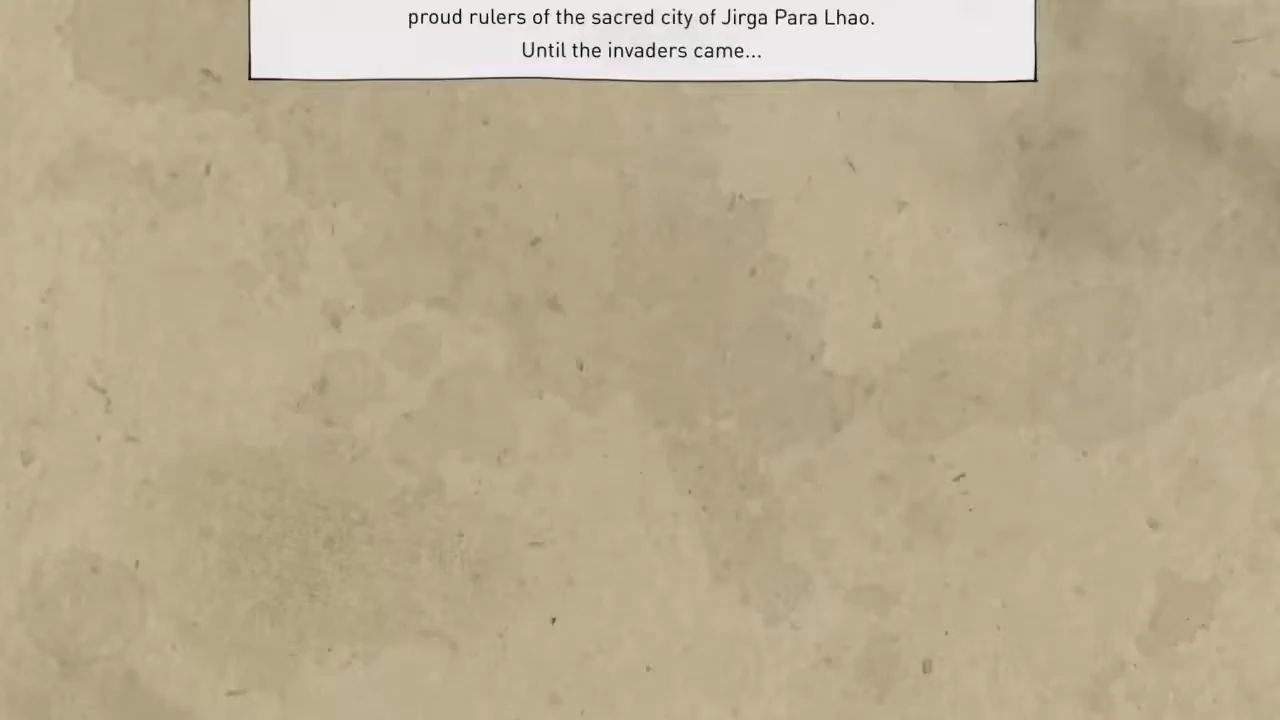 proud rulers of the sacred city of Jirga Para Lhao.
Until the invaders came...